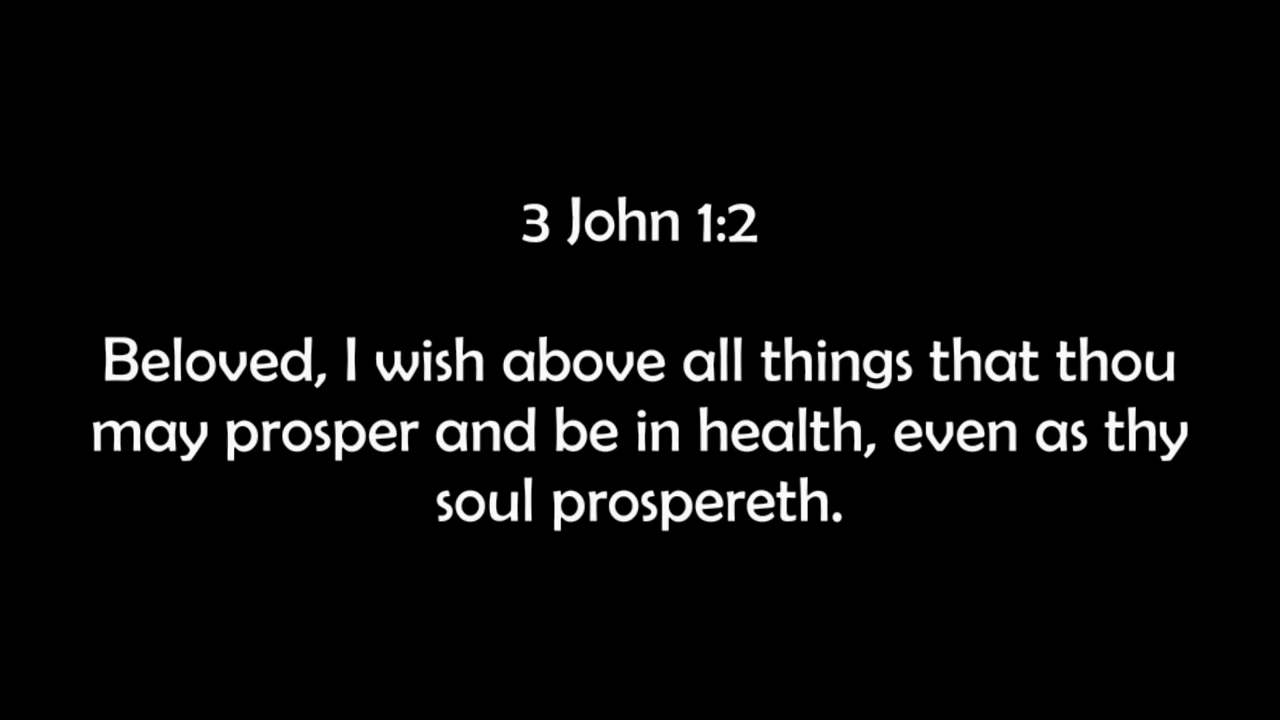 3 John 1:2
Beloved, I wish above all things that thou
may prosper and be in health, even as thy
soul prospereth.